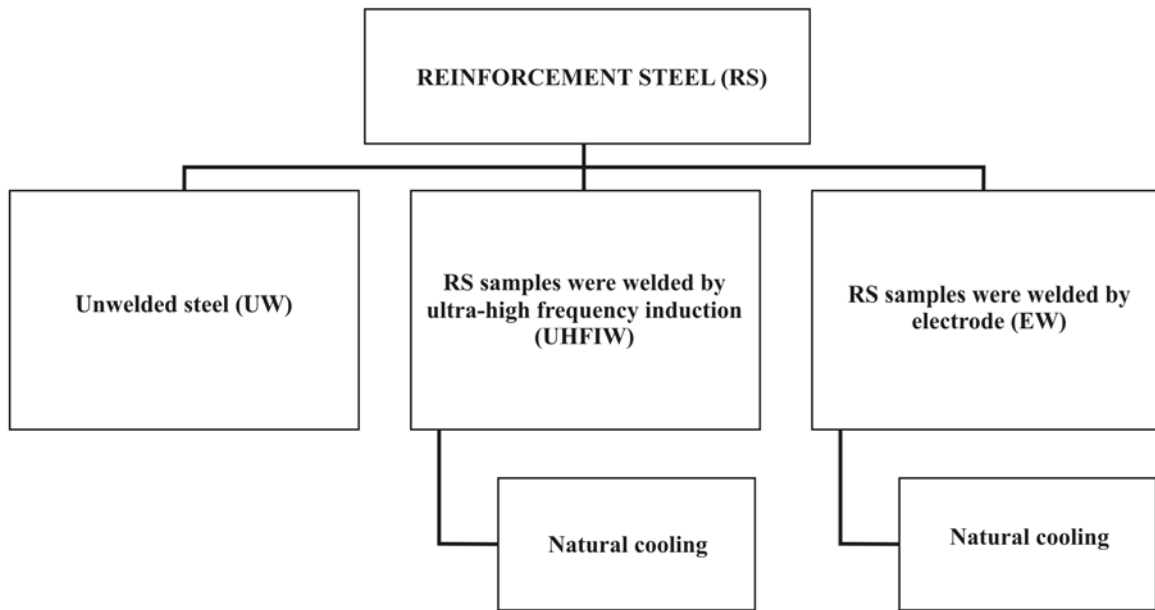 REINFORCEMENT STEEL (RS)
Unwelded steel (UW)
RS samples were welded by
ultra-high frequency induction
(UHFIW)
RS samples were welded by
electrode (EW)
Natural cooling
Natural cooling